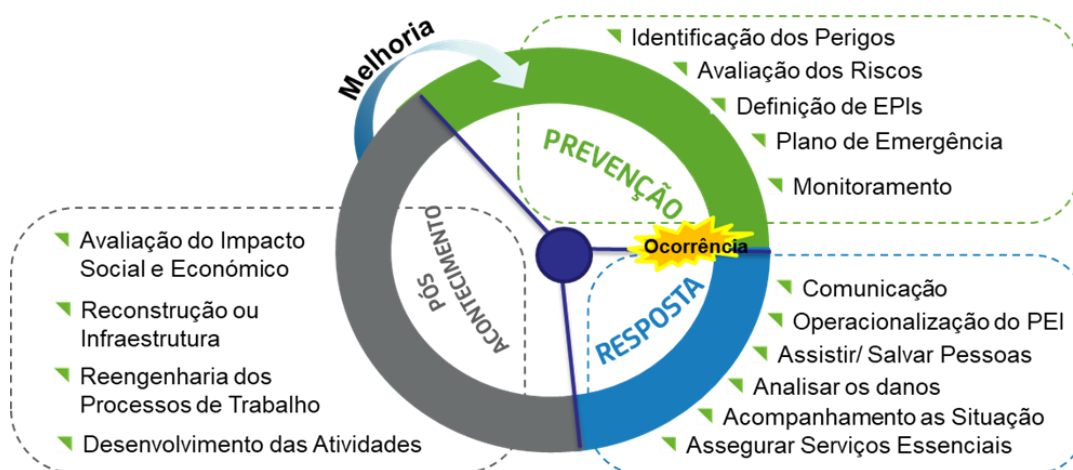 Melhoria
Identificação dos Perigos
Avaliação dos Riscos
Definição de EPIs
Plano de Emergência
Monitoramento
PREVENÇÃO
Ocorrência
Avaliação do Impacto
Social e Económico
Reconstrução ou
Infraestrutura
Reengenharia dos
Processos de Trabalho
Desenvolvimento das Atividades
PÓS
ACONTECIMENTO
RESPOSTA
Comunicação
Operacionalização do PEI
Assistir/ Salvar Pessoas
Analisar os danos
Acompanhamento as Situação
Assegurar Serviços Essenciais